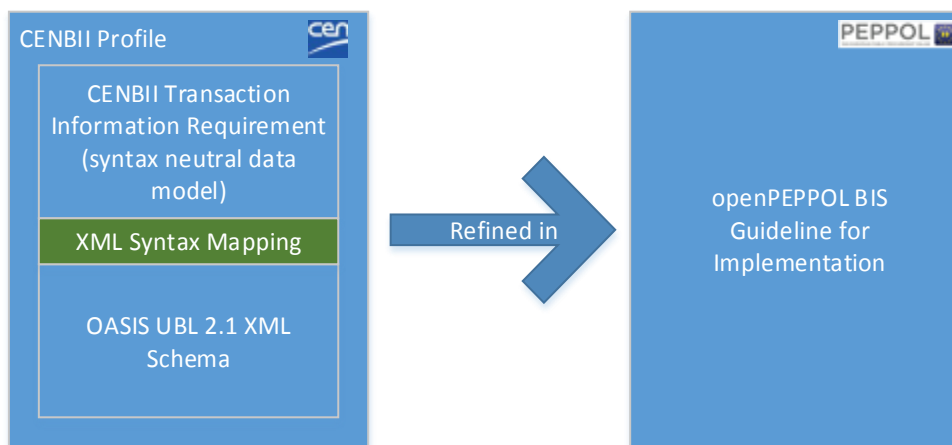 CENBII Profile
cen
CENBII Transaction
Information Requirement
(syntax neutral data
model)
XML Syntax Mapping
OASIS UBL 2.1 XML
Schema
Refined in
PEPPOL
openPEPPOL BIS
Guideline for
Implementation